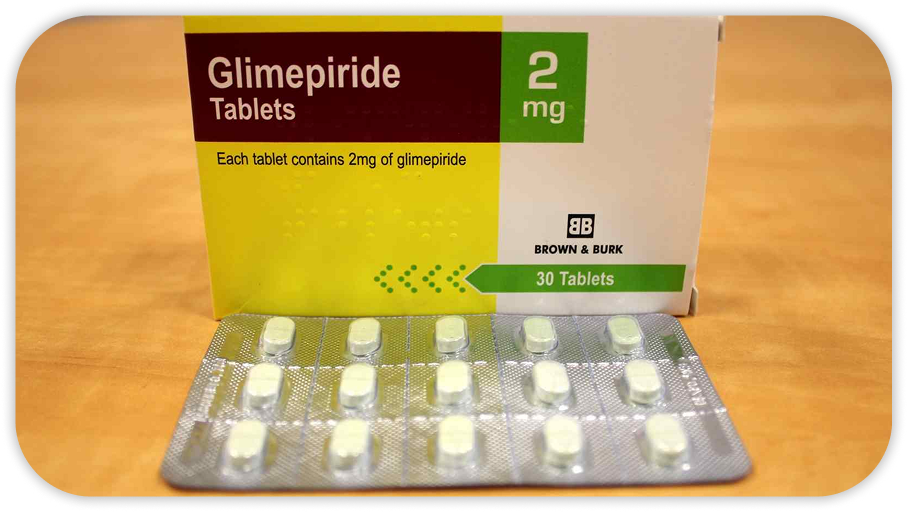 Glimepiride
Tablets
2
mg
Each tablet contains 2mg of glimepiride
BB
BROWN & BURK
30 Tablets